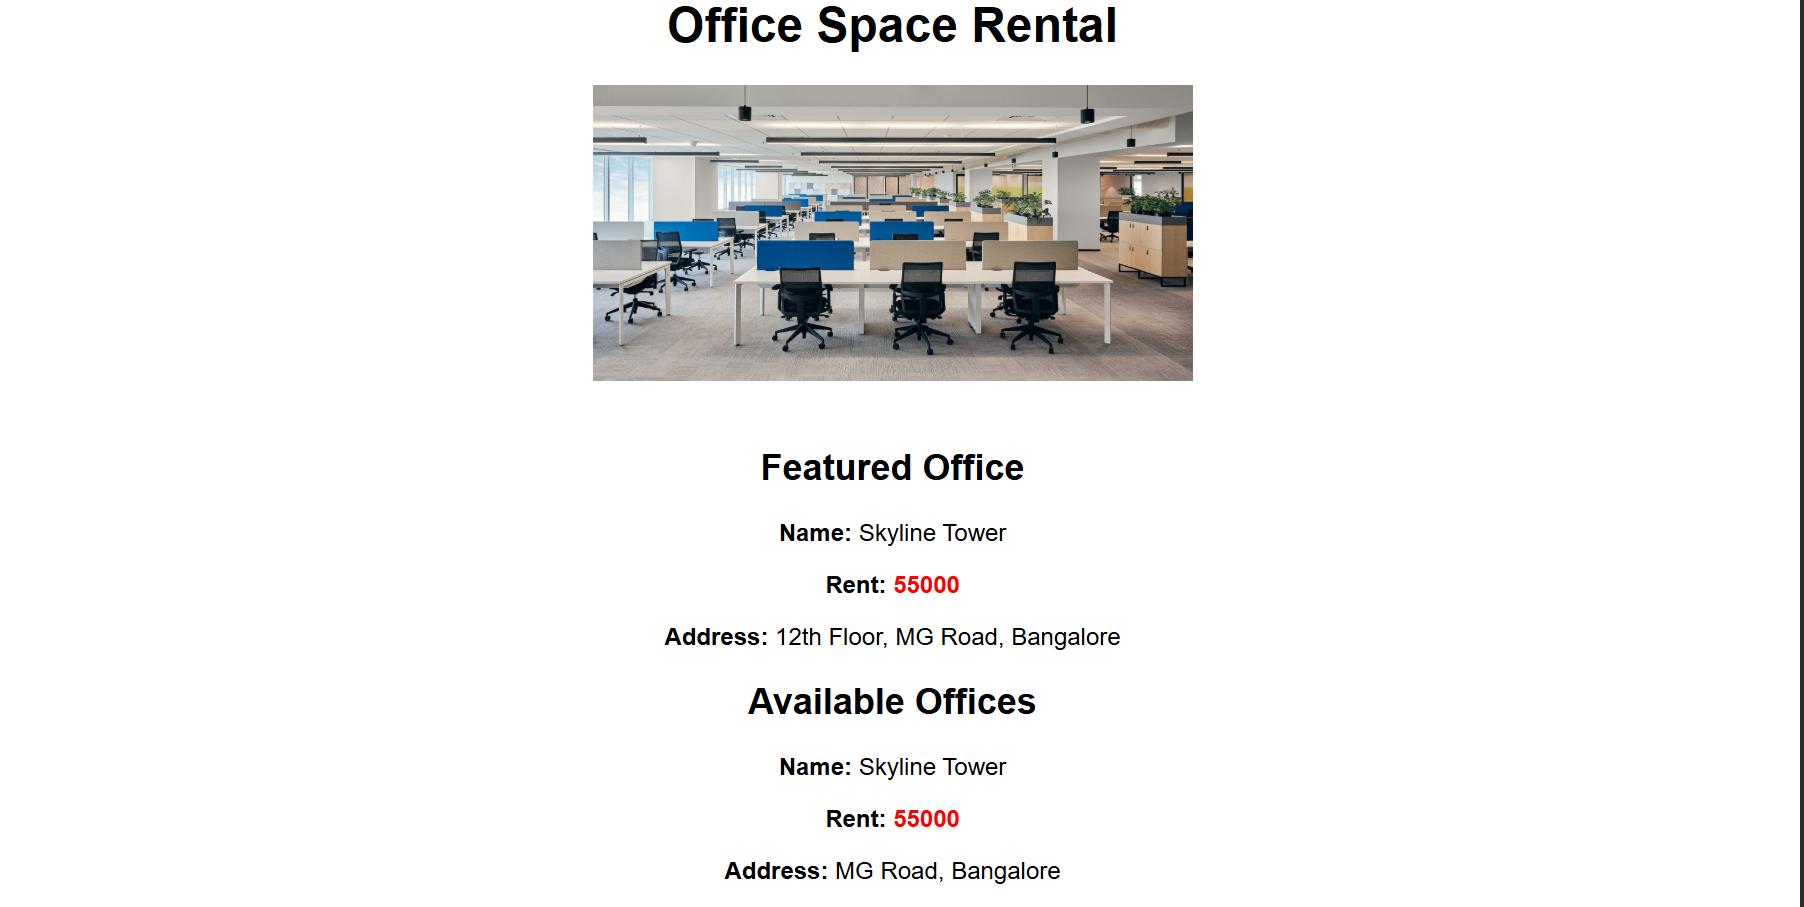 Office Space Rental
Featured Office
Name: Skyline Tower
Rent: 55000
Address: 12th Floor, MG Road, Bangalore
Available Offices
Name: Skyline Tower
Rent: 55000
Address: MG Road, Bangalore